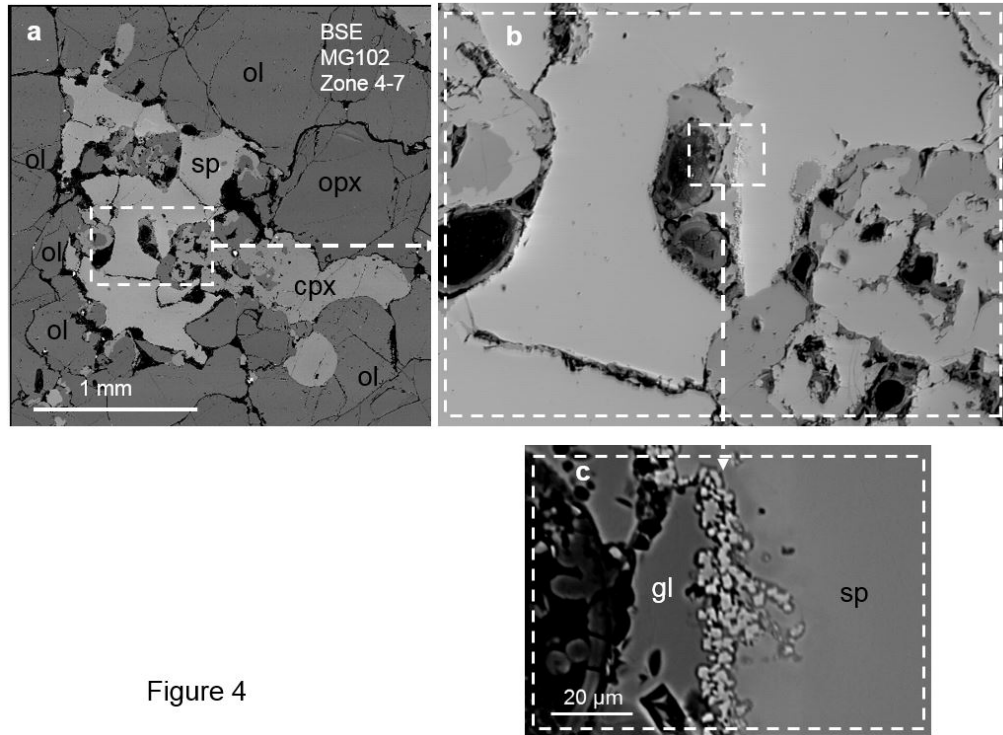 a
BSE
MG102
Zone 4-7
ol
ol
sp
opx
ol
cpx
ol
ol
1 mm
b
c
gl
sp
20 µm
Figure 4